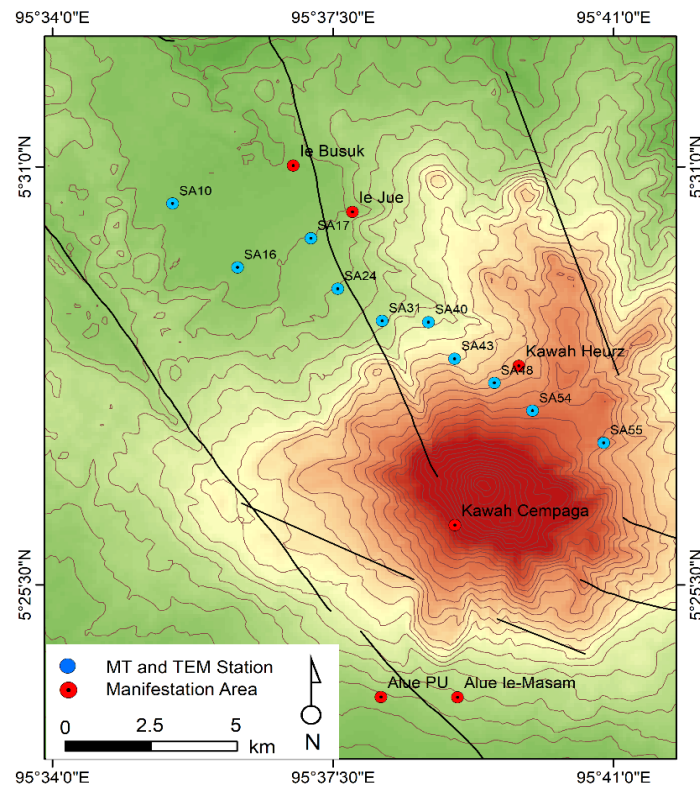 95°34'0"E 95°37'30"E 95°41'0"E
5°31'0"N 5°31'0"N
Ie Busuk
SA10
Ie Jue
SA17
SA16
SA24
SA31 SA40
SA43
Kawah Heurz
SA48
SA54
SA55
Kawah Cempaga
5°25'30"N 5°25'30"N
MT and TEM Station
Manifestation Area
Alue PU Alue Ie-Masam
0 2.5 5
km
N
95°34'0"E 95°37'30"E 95°41'0"E